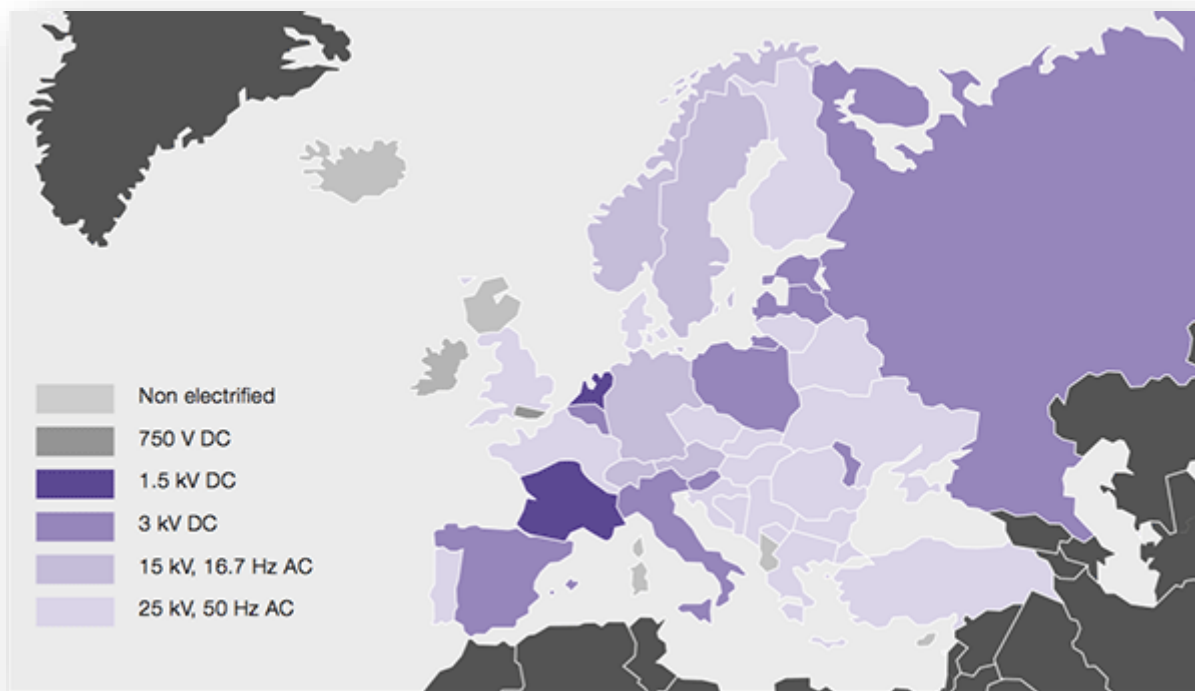 Non electrified
750 V DC
1.5 kV DC
3 kV DC
15 kV, 16.7 Hz AC
25 kV, 50 Hz AC